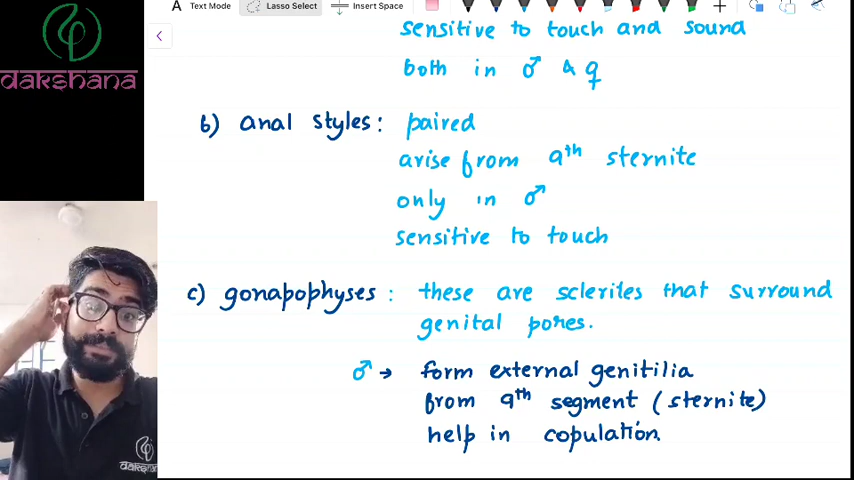 Text Mode
Lasso Select
Insert Space
dakshana
sensitive to touch and sound
both in ♂ & ♀
b) anal styles : paired
arise from 9th sternite
only in ♂
sensitive to touch
c) gonapophyses : these are scleriles that surround
genital pores.
♂ → form external genitilia
from 9th segment (sternite)
help in copulation.
dakshana